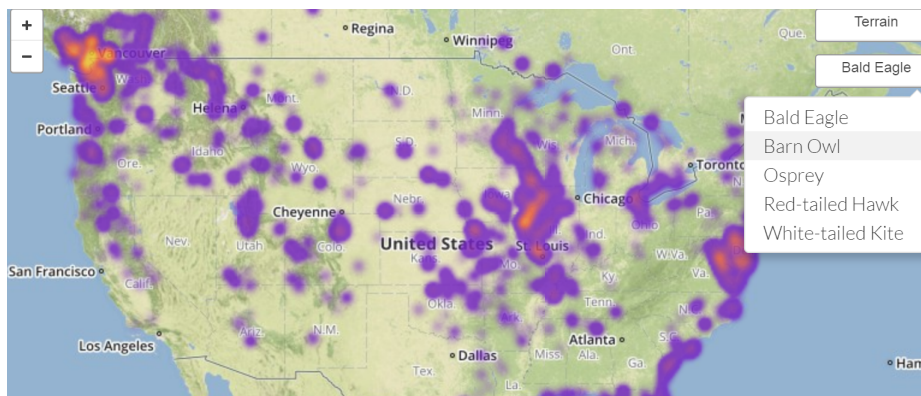 +
−
Terrain
Bald Eagle
Bald Eagle
Barn Owl
Osprey
Red-tailed Hawk
White-tailed Kite
Regina
Winnipeg
Ont.
Que.
Vancouver
Seattle
Helena
Mont.
N.D.
Minn.
Portland
Ore.
Idaho
Wyo.
S.D.
Mich.
Toronto
Nebr.
Cheyenne
Chicago
Nev.
Utah
Colo.
United States
Kans.
St. Louis
Mo.
Ind.
Ohio
Pa.
W.Va.
Va.
Ky.
San Francisco
Calif.
Okla.
Tenn.
Los Angeles
Ariz.
N.M.
Ark.
Atlanta
S.C.
Dallas
Miss.
Ala.
Ga.
Tex.
La.
Ham